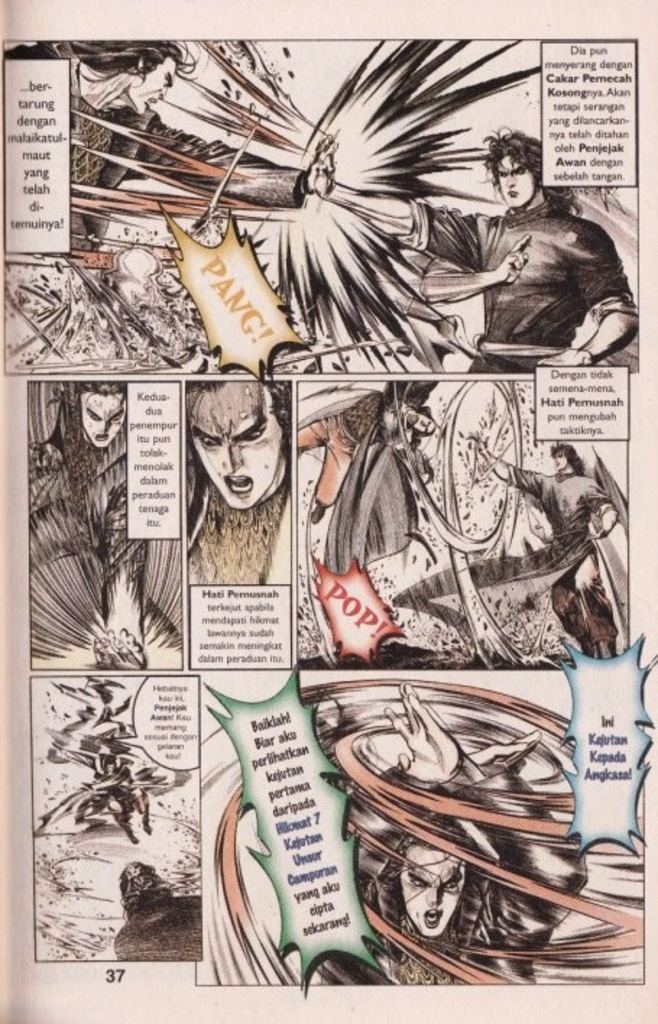 ...ber-
tarung
dengan
malaikatul-
maut
yang
telah
di-
temuinya!
Dia pun
menyerang dengan
Cakar Pemecah
Kosongnya. Akan
tetapi serangan
yang dilancarkan-
nya telah ditahan
oleh Penjejak
Awan dengan
sebelah tangan.
PANG!
Kedua-
dua
penempur
itu pun
tolak-
menolak
dalam
peraduan
tenaga
itu.
Hati Pemusnah
terkejut apabila
mendapati hikmat
lawannya sudah
semakin meningkat
dalam peraduan itu.
Dengan tidak
semena-mena,
Hati Pemusnah
pun mengubah
taktiknya.
POP!
Hebatnya
kau ini,
Penjejak
Awan! Kau
memang
sesuai dengan
gelaran
kau!
Baiklah!
Biar aku
perlihatkan
kejutan
pertama
daripada
Hikmat 7
Kejutan
Unsur
Campuran
yang aku
cipta
sekarang!
Ini
Kejutan
Kepada
Angkasa!
37